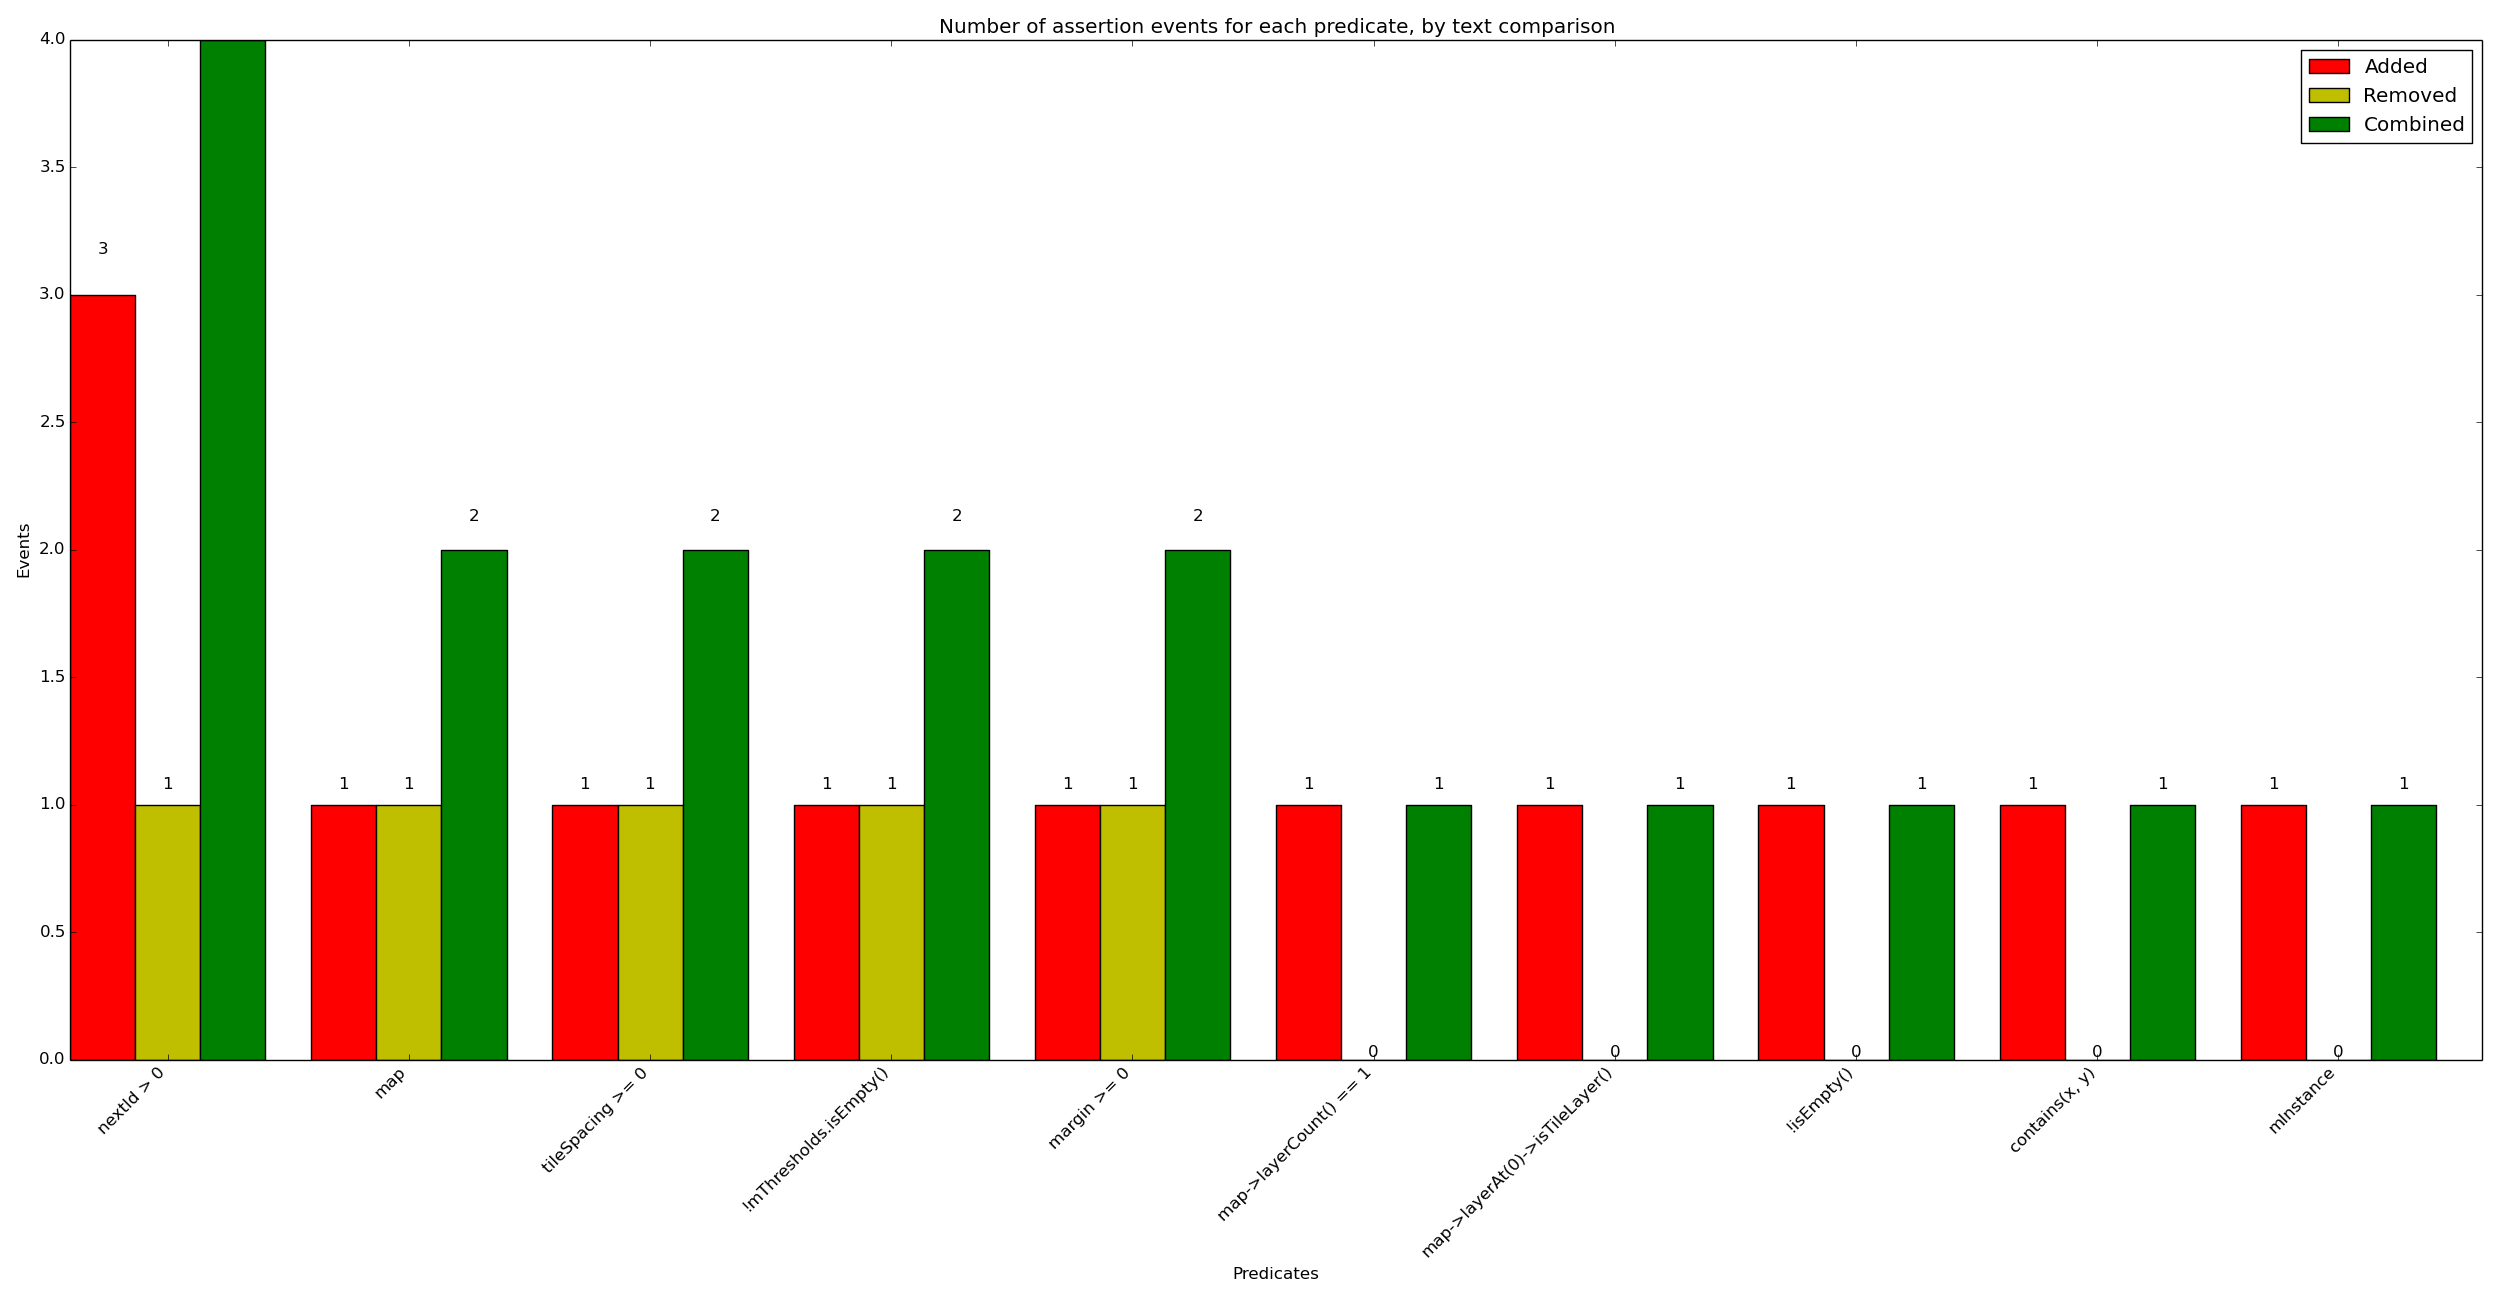 Number of assertion events for each predicate, by text comparison
Added
Removed
Combined
Events
4.0
3.5
3.0
2.5
2.0
1.5
1.0
0.5
0.0
3
1
1 1 2
1 1 2
1 1 2
1 1 2
1 0 1
1 0 1
1 0 1
1 0 1
1 0 1
nextId > 0
map
tileSpacing >= 0
!mThresholds.isEmpty()
margin >= 0
map->layerCount() == 1
map->layerAt(0)->isTileLayer()
!isEmpty()
contains(x, y)
mInstance
Predicates